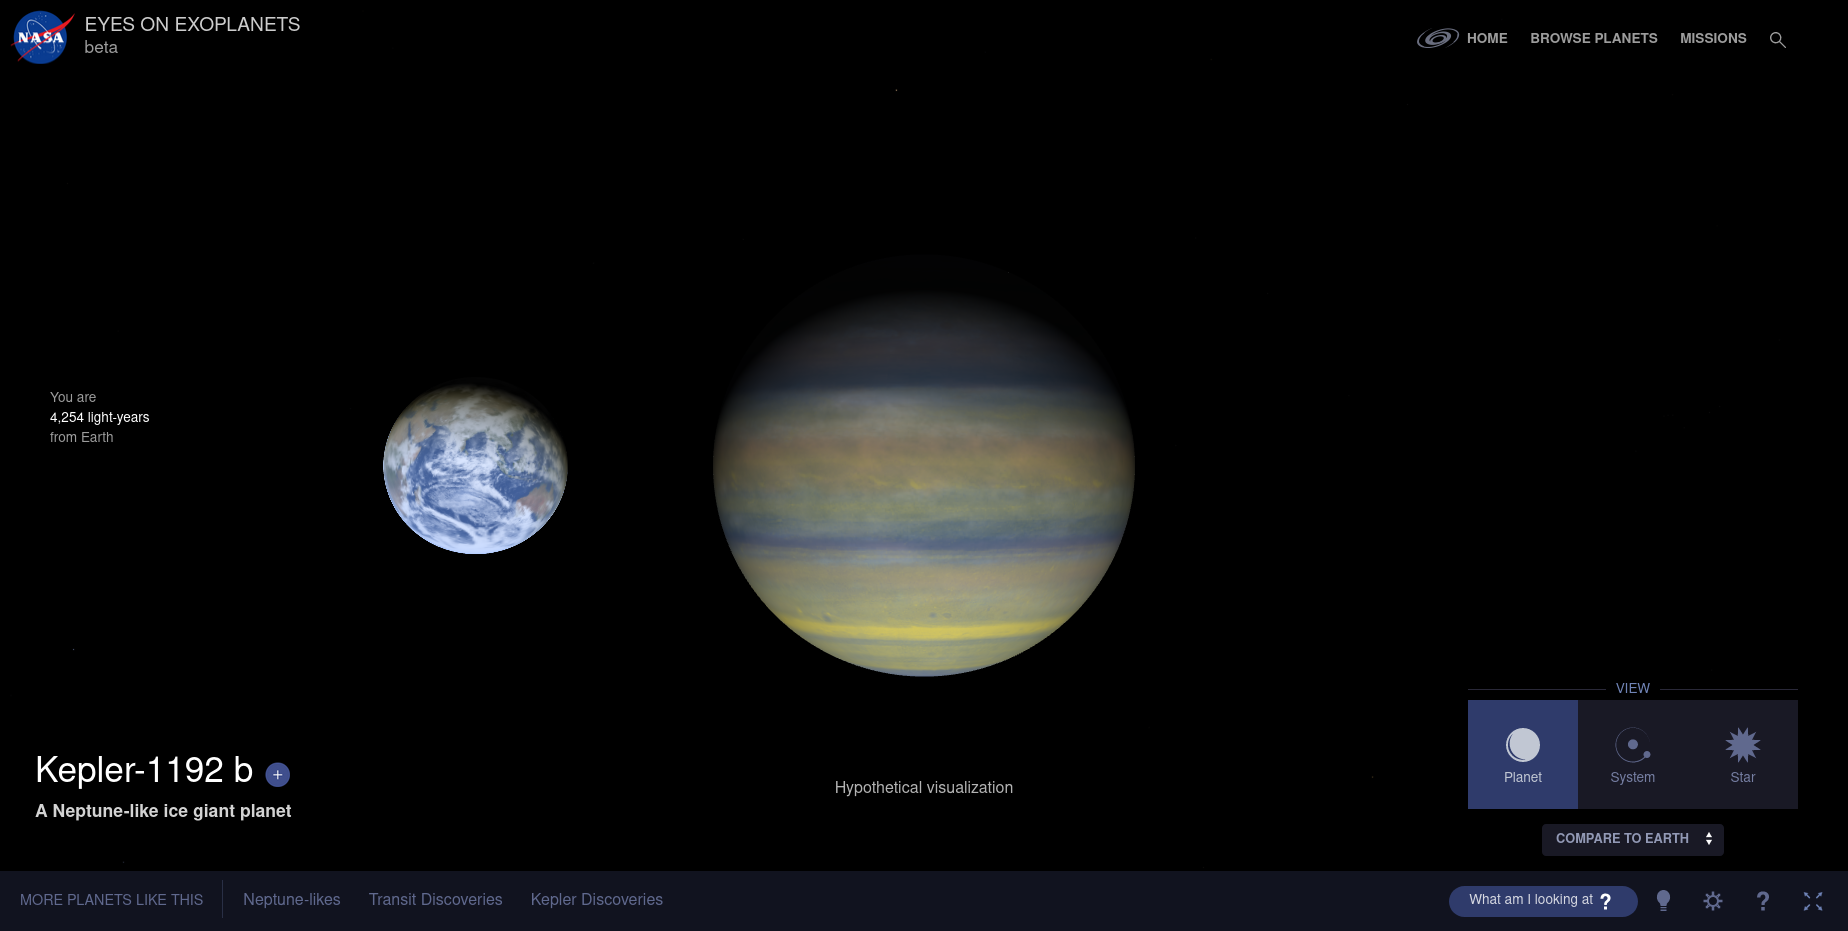 NASA
EYES ON EXOPLANETS
beta
HOME
BROWSE PLANETS
MISSIONS
You are
4,254 light-years
from Earth
Kepler-1192 b +
A Neptune-like ice giant planet
Hypothetical visualization
VIEW
Planet
System
Star
COMPARE TO EARTH
MORE PLANETS LIKE THIS
Neptune-likes
Transit Discoveries
Kepler Discoveries
What am I looking at ?
?